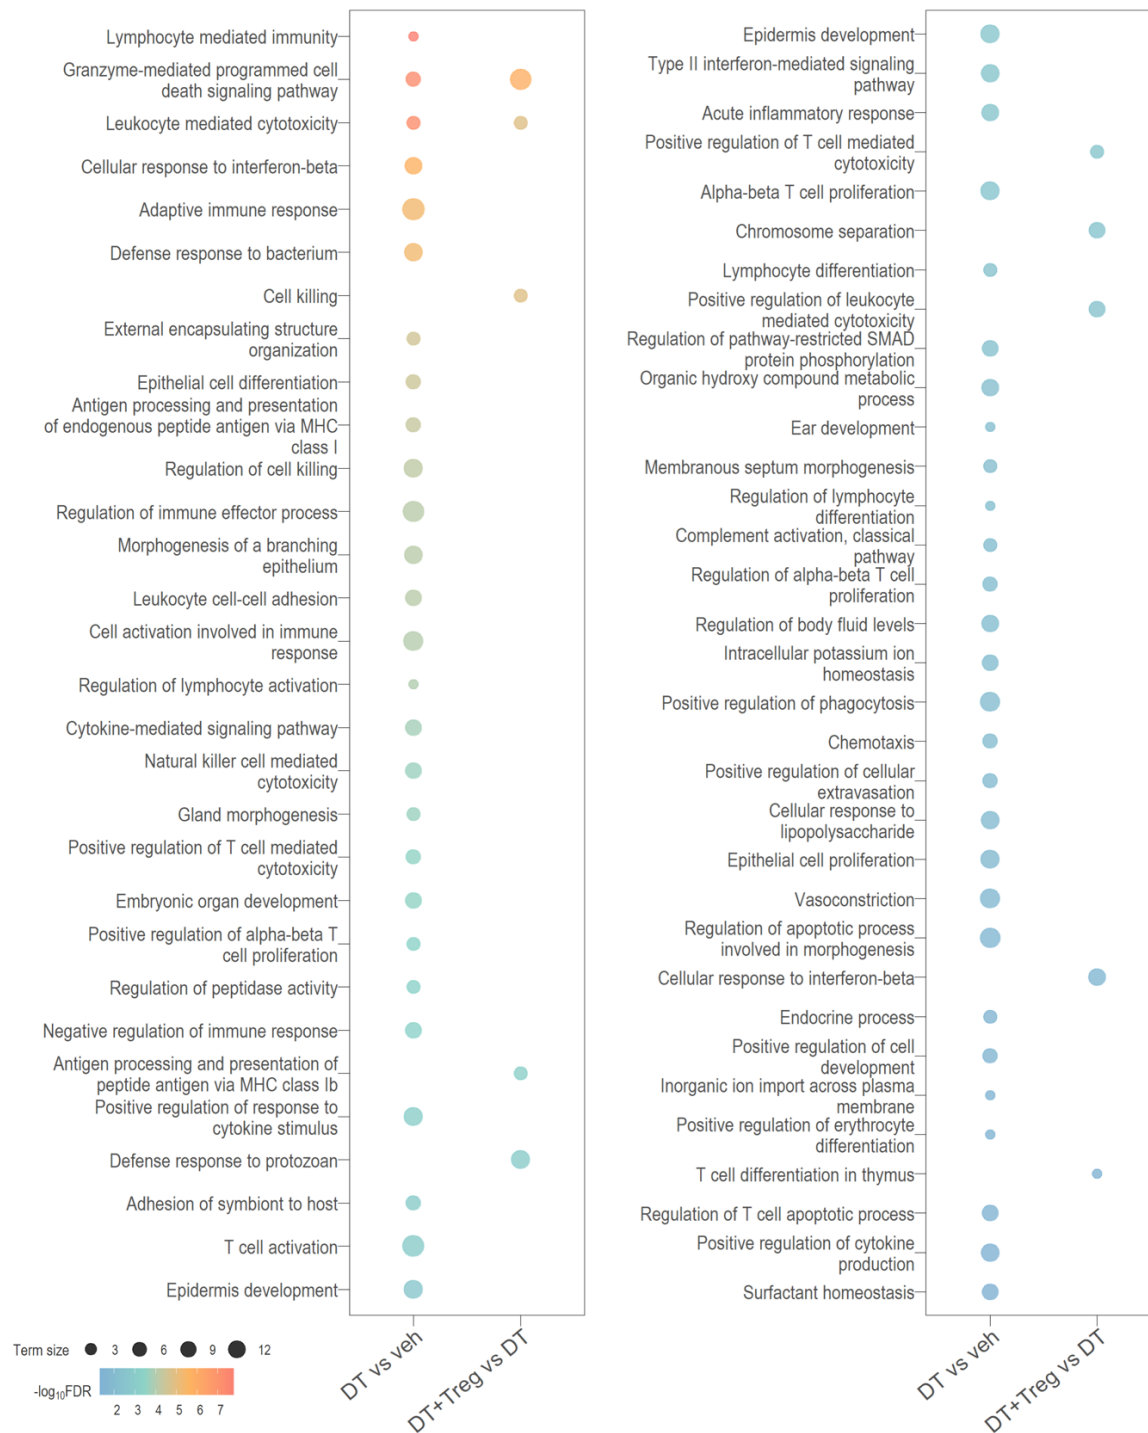 Lymphocyte mediated immunity
Granzyme-mediated programmed cell
death signaling pathway
Leukocyte mediated cytotoxicity
Cellular response to interferon-beta
Adaptive immune response
Defense response to bacterium
Cell killing
External encapsulating structure
organization
Epithelial cell differentiation
Antigen processing and presentation
of endogenous peptide antigen via MHC
class I
Regulation of cell killing
Regulation of immune effector process
Morphogenesis of a branching
epithelium
Leukocyte cell-cell adhesion
Cell activation involved in immune
response
Regulation of lymphocyte activation
Cytokine-mediated signaling pathway
Natural killer cell mediated
cytotoxicity
Gland morphogenesis
Positive regulation of T cell mediated
cytotoxicity
Embryonic organ development
Positive regulation of alpha-beta T
cell proliferation
Regulation of peptidase activity
Negative regulation of immune response
Antigen processing and presentation of
peptide antigen via MHC class Ib
Positive regulation of response to
cytokine stimulus
Defense response to protozoan
Adhesion of symbiont to host
T cell activation
Epidermis development
DT vs veh
DT+Treg vs DT
Term size 3 6 9 12
-log10FDR
2 3 4 5 6 7
Epidermis development
Type II interferon-mediated signaling
pathway
Acute inflammatory response
Positive regulation of T cell mediated
cytotoxicity
Alpha-beta T cell proliferation
Chromosome separation
Lymphocyte differentiation
Positive regulation of leukocyte
mediated cytotoxicity
Regulation of pathway-restricted SMAD
protein phosphorylation
Organic hydroxy compound metabolic
process
Ear development
Membranous septum morphogenesis
Regulation of lymphocyte
differentiation
Complement activation, classical
pathway
Regulation of alpha-beta T cell
proliferation
Regulation of body fluid levels
Intracellular potassium ion
homeostasis
Positive regulation of phagocytosis
Chemotaxis
Positive regulation of cellular
extravasation
Cellular response to
lipopolysaccharide
Epithelial cell proliferation
Vasoconstriction
Regulation of apoptotic process
involved in morphogenesis
Cellular response to interferon-beta
Endocrine process
Positive regulation of cell
development
Inorganic ion import across plasma
membrane
Positive regulation of erythrocyte
differentiation
T cell differentiation in thymus
Regulation of T cell apoptotic process
Positive regulation of cytokine
production
Surfactant homeostasis
DT vs veh
DT+Treg vs DT